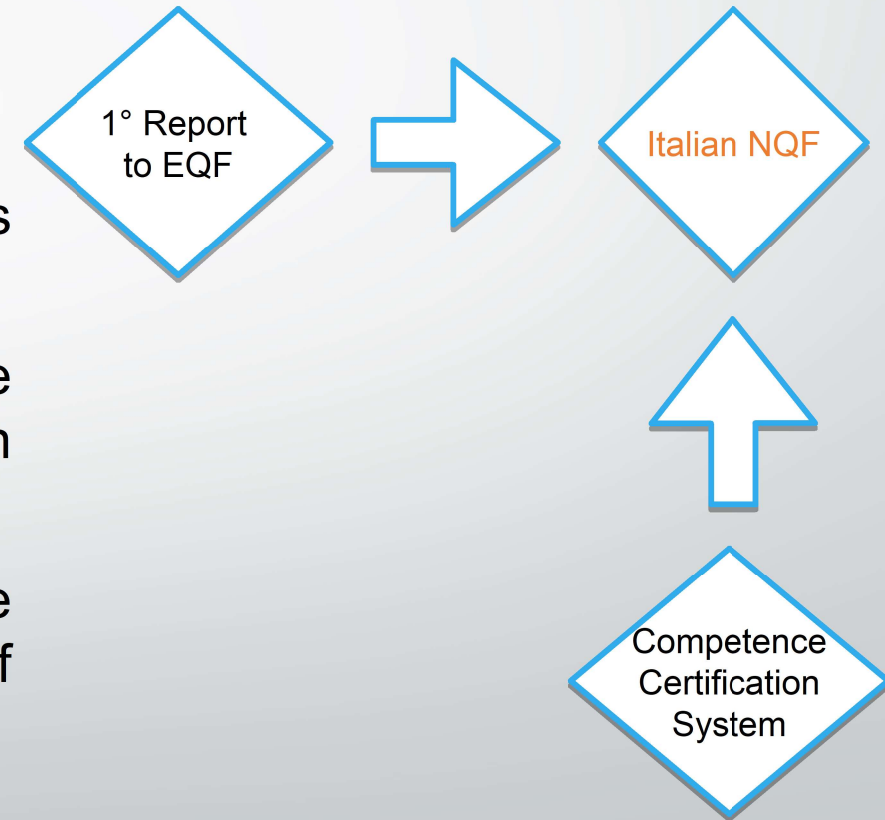 1° Report
to EQF
Italian NQF
s
e
n
e
f
Competence
Certification
System